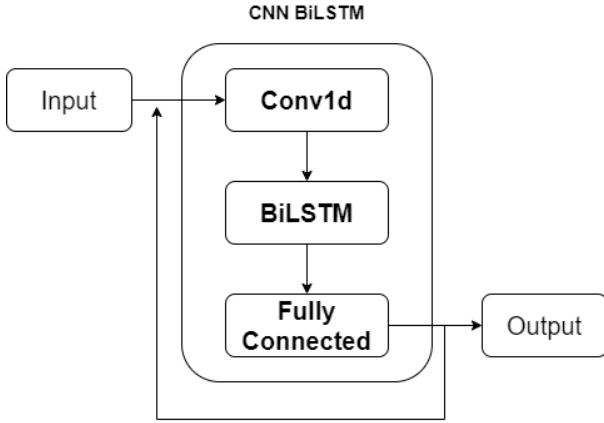 CNN BiLSTM
Input
Conv1d
BiLSTM
Fully
Connected
Output